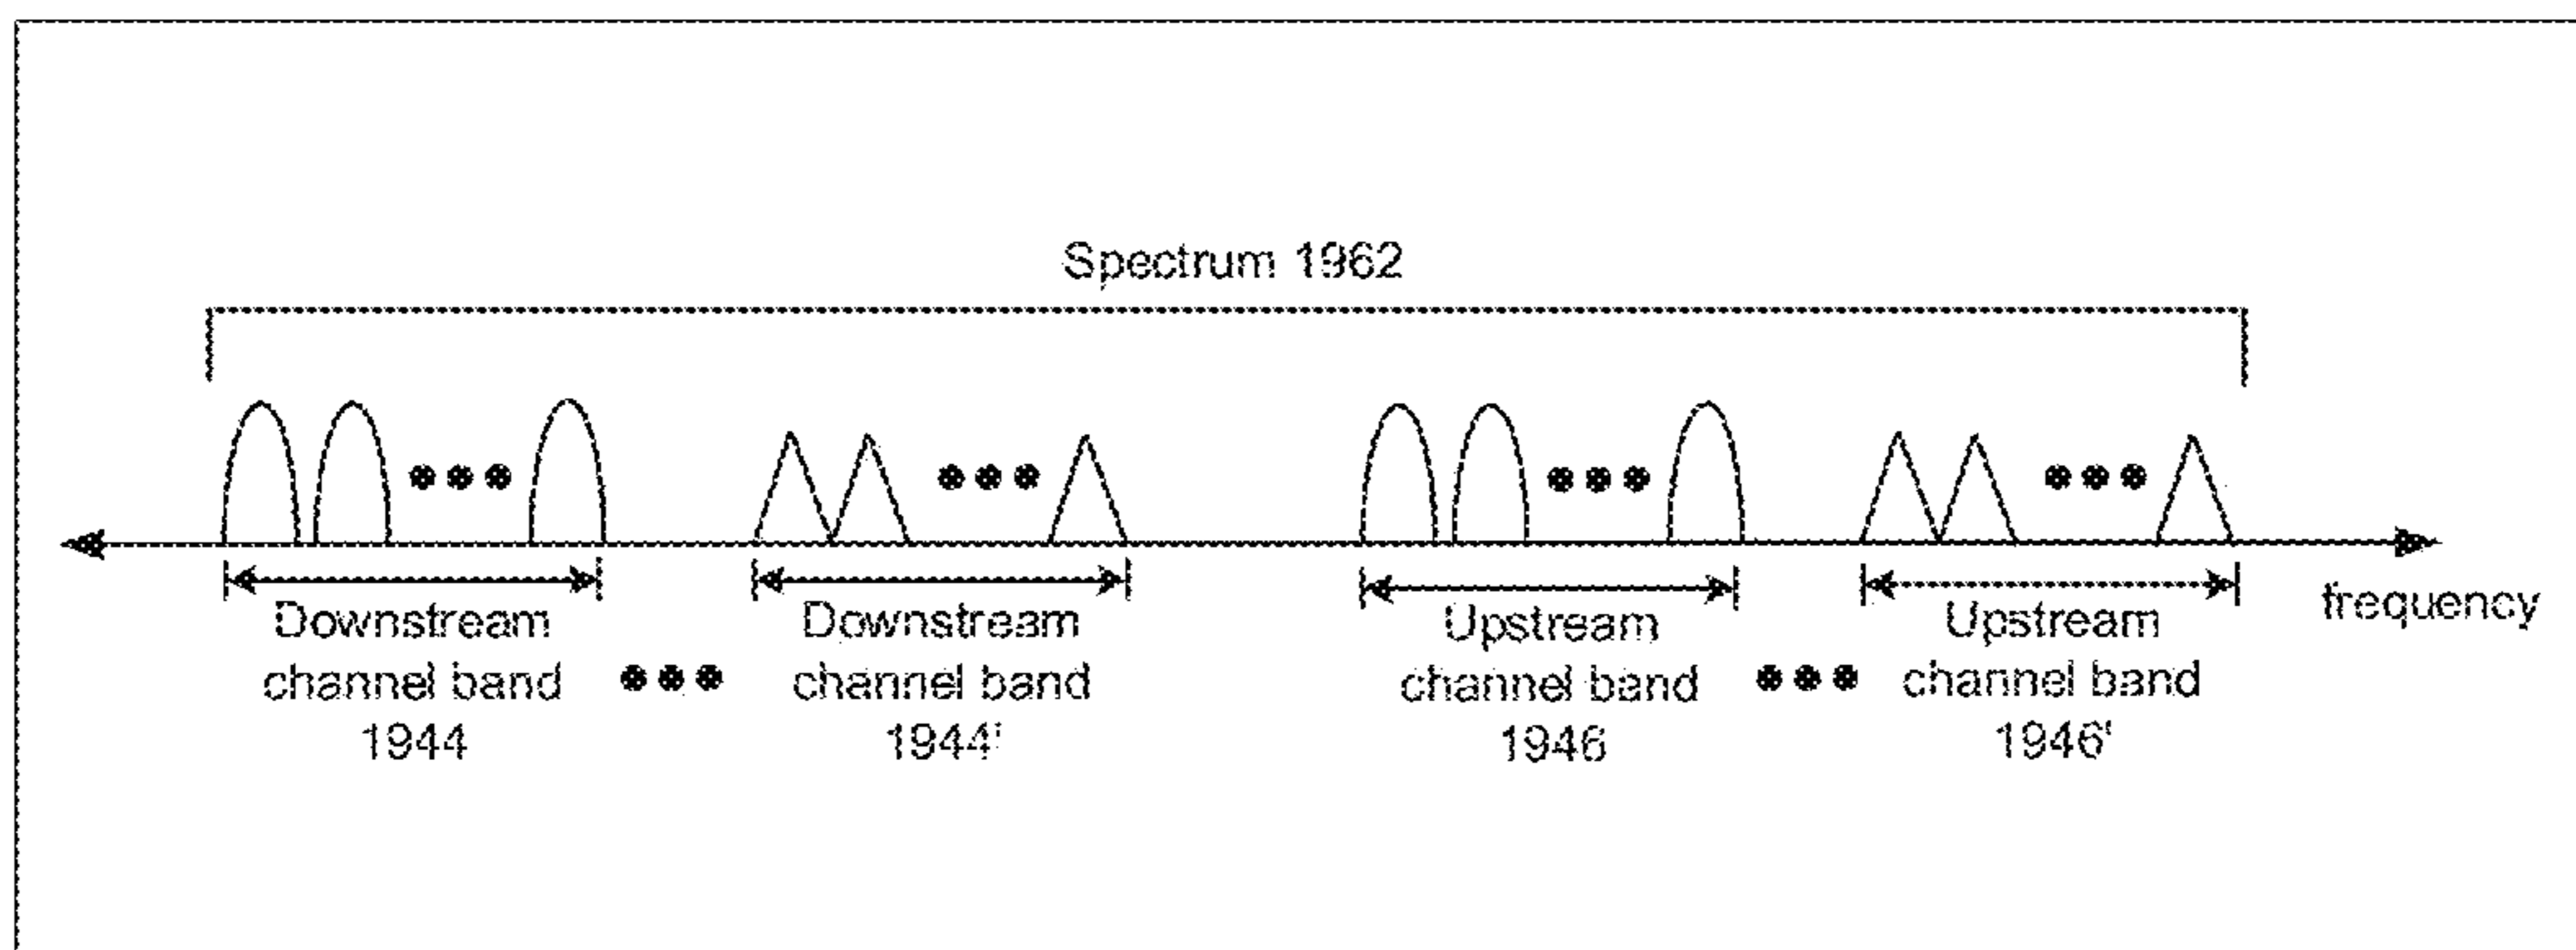 Spectrum 1962
Downstream
channel band
1944
Downstream
channel band
1944'
Upstream
channel band
1946
Upstream
channel band
1946'
frequency